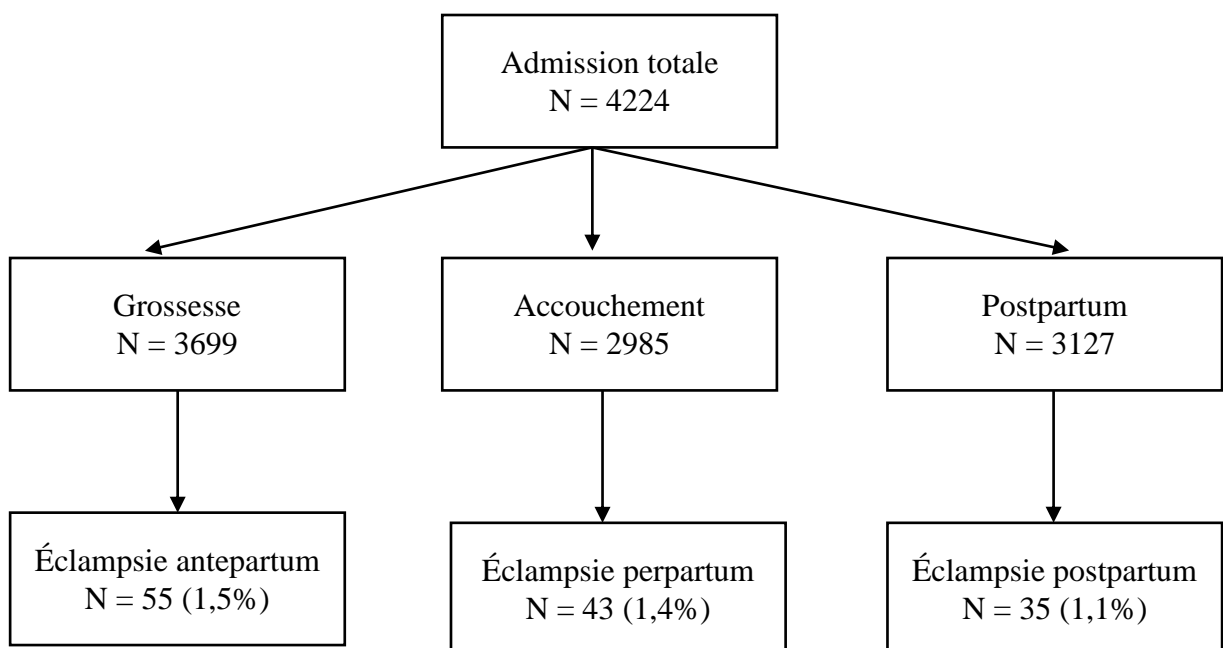 Admission totale
N = 4224
Grossesse
N = 3699
Accouchement
N = 2985
Postpartum
N = 3127
Éclampsie antepartum
N = 55 (1,5%)
Éclampsie perpartum
N = 43 (1,4%)
Éclampsie postpartum
N = 35 (1,1%)